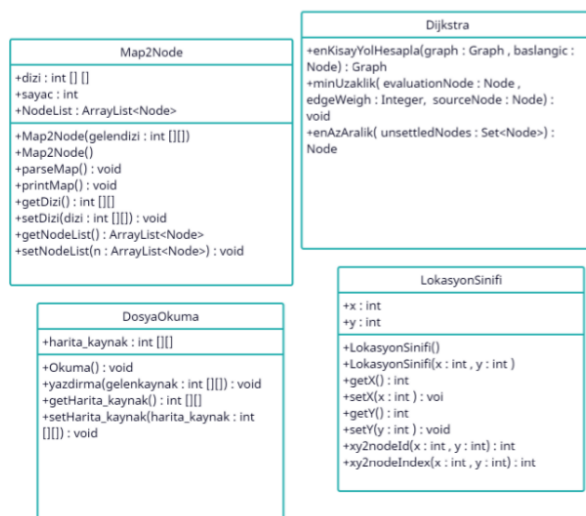 Map2Node
+dizi : int [] []
+sayac : int
+NodeList : ArrayList<Node>
+Map2Node(gelendizi : int [][])
+Map2Node()
+parseMap() : void
+printMap() : void
+getDizi() : int [][]
+setDizi(dizi : int [][]) : void
+getNodeList() : ArrayList<Node>
+setNodeList(n : ArrayList<Node>) : void
Dijkstra
+enKisayYolHesapla(graph : Graph , baslangic :
Node) : Graph
+minUzaklik( evaluationNode : Node ,
edgeWeigh : Integer, sourceNode : Node) :
void
+enAzAralik( unsettledNodes : Set<Node>) :
Node
DosyaOkuma
+harita_kaynak : int [][]
+Okuma() : void
+yazdirma(gelenkaynak : int [][]) : void
+getHarita_kaynak() : int [][]
+setHarita_kaynak(harita_kaynak : int
[][]) : void
LokasyonSinifi
+x : int
+y : int
+LokasyonSinifi()
+LokasyonSinifi(x : int , y : int )
+getX() : int
+setX(x : int ) : voi
+getY() : int
+setY(y : int ) : void
+xy2nodeId(x : int , y : int) : int
+xy2nodeIndex(x : int , y : int) : int